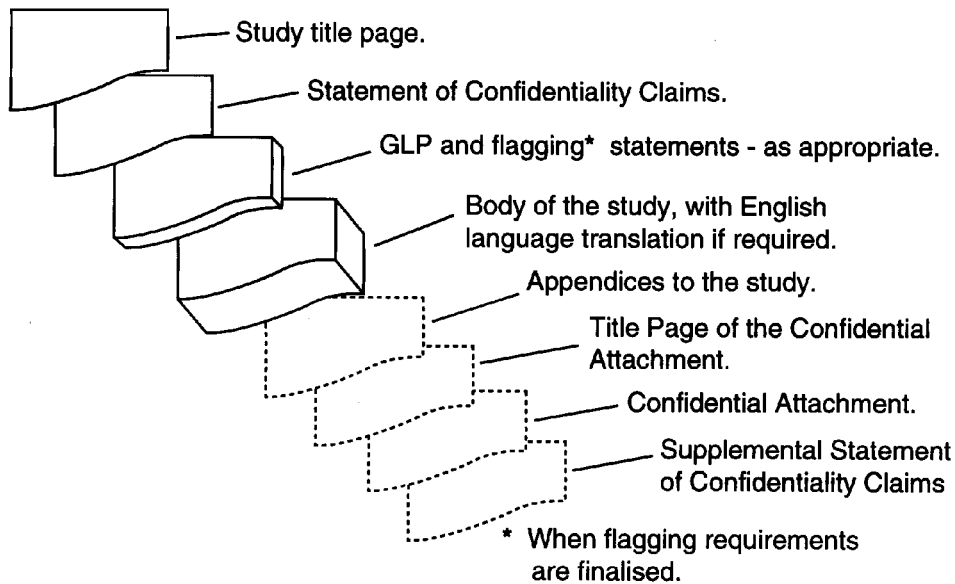 Study title page.
Statement of Confidentiality Claims.
GLP and flagging* statements - as appropriate.
Body of the study, with English
language translation if required.
Appendices to the study.
Title Page of the Confidential
Attachment.
Confidential Attachment.
Supplemental Statement
of Confidentiality Claims
* When flagging requirements
are finalised.